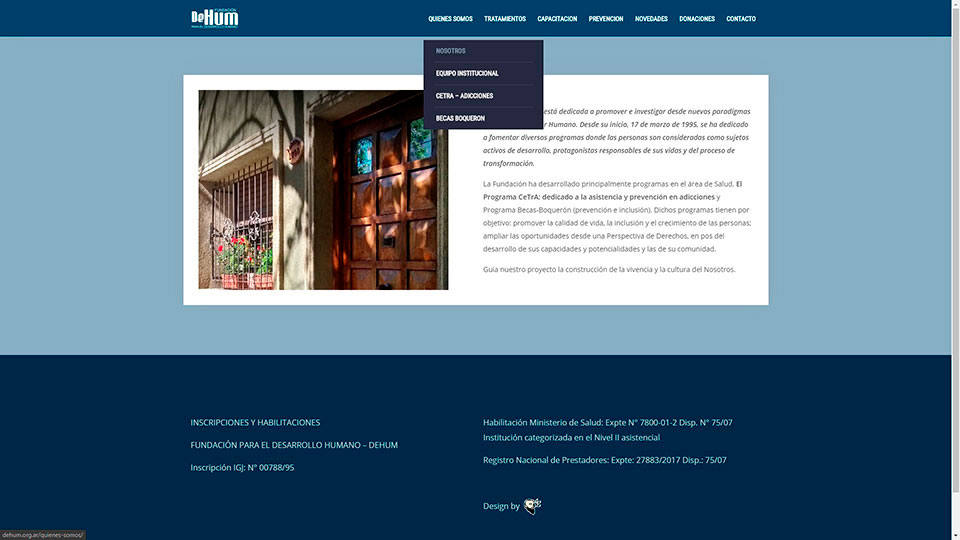 FUNDACIÓN
DeHum
PARA EL DESARROLLO HUMANO
QUIENES SOMOS TRATAMIENTOS CAPACITACION PREVENCION NOVEDADES DONACIONES CONTACTO
NOSOTROS
EQUIPO INSTITUCIONAL
CETRA – ADICCIONES
BECAS BOQUERON
está dedicada a promover e investigar desde nuevos paradigmas
r Humano. Desde su inicio, 17 de marzo de 1995, se ha dedicado
a fomentar diversos programas donde las personas son consideradas como sujetos
activos de desarrollo, protagonistas responsables de sus vidas y del proceso de
transformación.
La Fundación ha desarrollado principalmente programas en el área de Salud. El
Programa CeTrA: dedicado a la asistencia y prevención en adicciones y
Programa Becas-Boquerón (prevención e inclusión). Dichos programas tienen por
objetivo: promover la calidad de vida, la inclusión y el crecimiento de las personas;
ampliar las oportunidades desde una Perspectiva de Derechos, en pos del
desarrollo de sus capacidades y potencialidades y las de su comunidad.
Guia nuestro proyecto la construcción de la vivencia y la cultura del Nosotros.
INSCRIPCIONES Y HABILITACIONES
FUNDACIÓN PARA EL DESARROLLO HUMANO – DEHUM
Inscripción IGJ: N° 00788/95
Habilitación Ministerio de Salud: Expte N° 7800-01-2 Disp. N° 75/07
Institución categorizada en el Nivel II asistencial
Registro Nacional de Prestadores: Expte: 27883/2017 Disp.: 75/07
Design by
dehum.org.ar/quienes-somos/